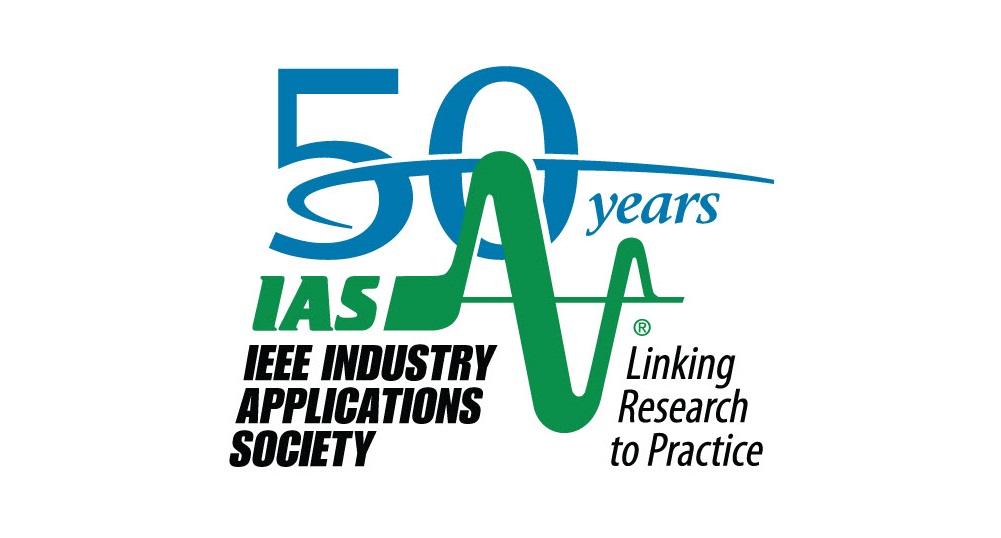 50
years
IAS
®
IEEE INDUSTRY
APPLICATIONS
SOCIETY
Linking
Research
to Practice